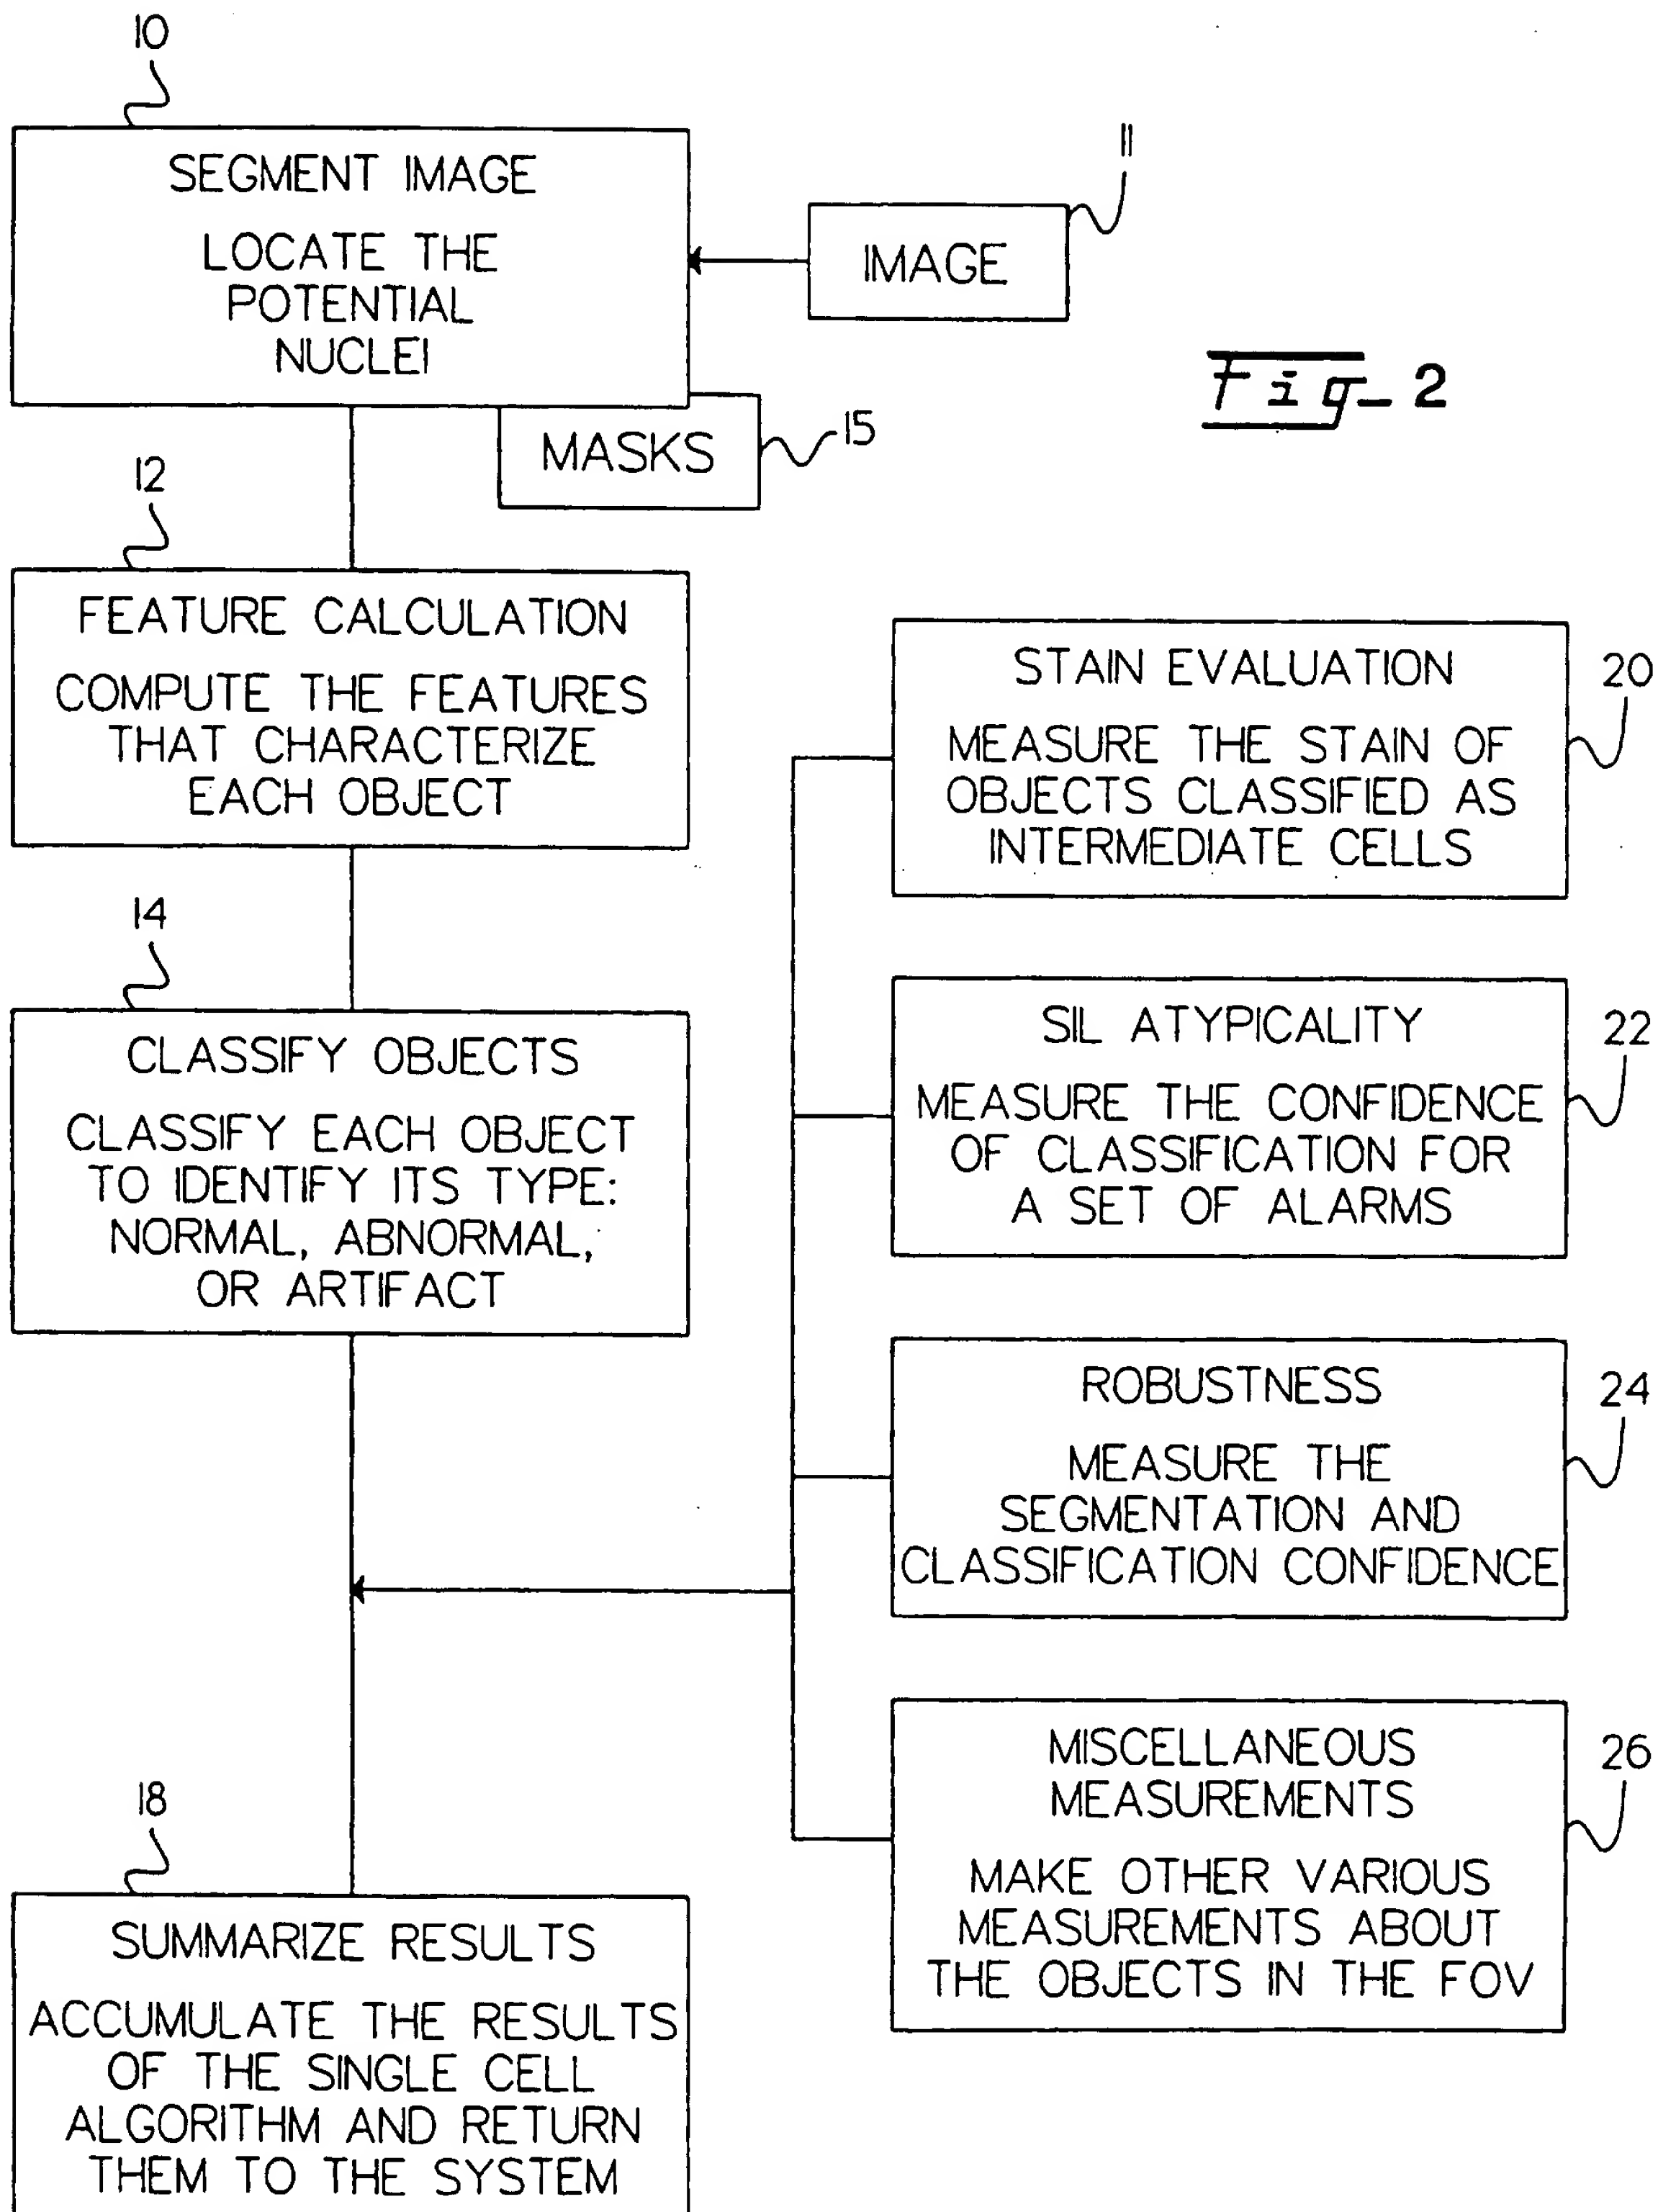 10
SEGMENT IMAGE
LOCATE THE
POTENTIAL
NUCLEI
11
IMAGE
Fig-2
MASKS
15
12
FEATURE CALCULATION
COMPUTE THE FEATURES
THAT CHARACTERIZE
EACH OBJECT
14
CLASSIFY OBJECTS
CLASSIFY EACH OBJECT
TO IDENTIFY ITS TYPE:
NORMAL, ABNORMAL,
OR ARTIFACT
STAIN EVALUATION
MEASURE THE STAIN OF
OBJECTS CLASSIFIED AS
INTERMEDIATE CELLS
20
SIL ATYPICALITY
MEASURE THE CONFIDENCE
OF CLASSIFICATION FOR
A SET OF ALARMS
22
ROBUSTNESS
MEASURE THE
SEGMENTATION AND
CLASSIFICATION CONFIDENCE
24
MISCELLANEOUS
MEASUREMENTS
MAKE OTHER VARIOUS
MEASUREMENTS ABOUT
THE OBJECTS IN THE FOV
26
18
SUMMARIZE RESULTS
ACCUMULATE THE RESULTS
OF THE SINGLE CELL
ALGORITHM AND RETURN
THEM TO THE SYSTEM